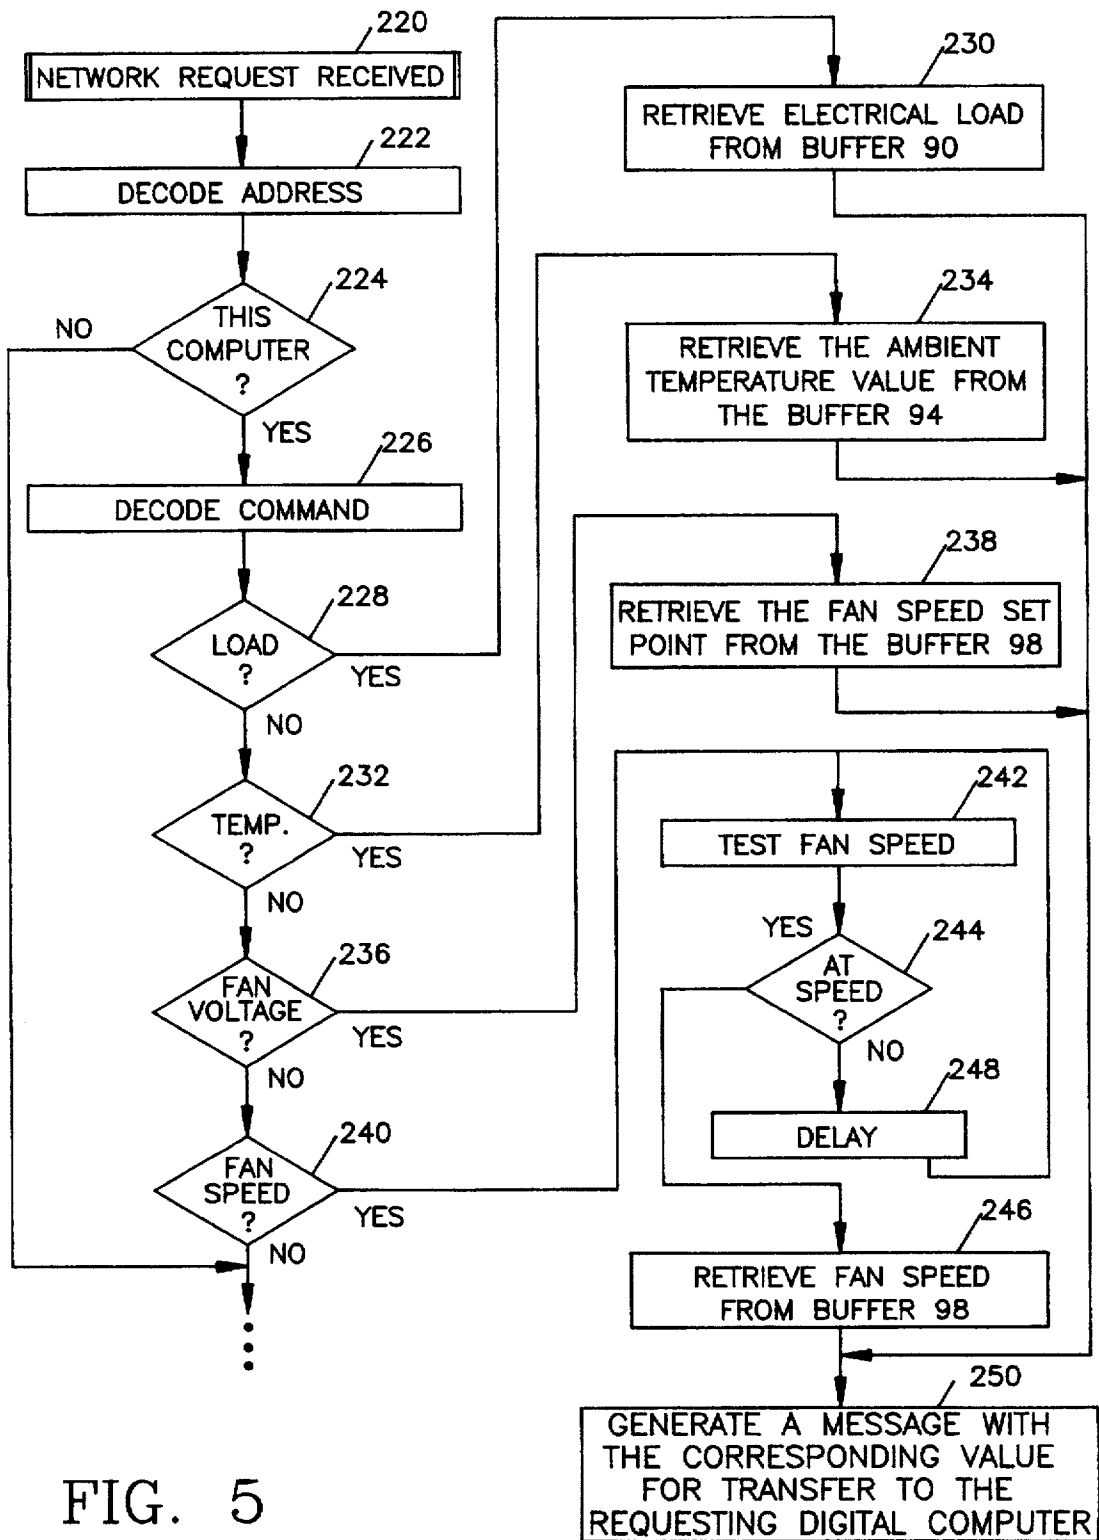 220
NETWORK REQUEST RECEIVED
222
DECODE ADDRESS
224
THIS
COMPUTER
?
NO
YES
226
DECODE COMMAND
228
LOAD
?
YES
NO
232
TEMP.
?
YES
NO
236
FAN
VOLTAGE
?
YES
NO
240
FAN
SPEED
?
YES
NO
230
RETRIEVE ELECTRICAL LOAD
FROM BUFFER 90
234
RETRIEVE THE AMBIENT
TEMPERATURE VALUE FROM
THE BUFFER 94
238
RETRIEVE THE FAN SPEED SET
POINT FROM THE BUFFER 98
242
TEST FAN SPEED
YES
244
AT
SPEED
?
NO
248
DELAY
246
RETRIEVE FAN SPEED
FROM BUFFER 98
250
GENERATE A MESSAGE WITH
THE CORRESPONDING VALUE
FOR TRANSFER TO THE
REQUESTING DIGITAL COMPUTER
FIG. 5